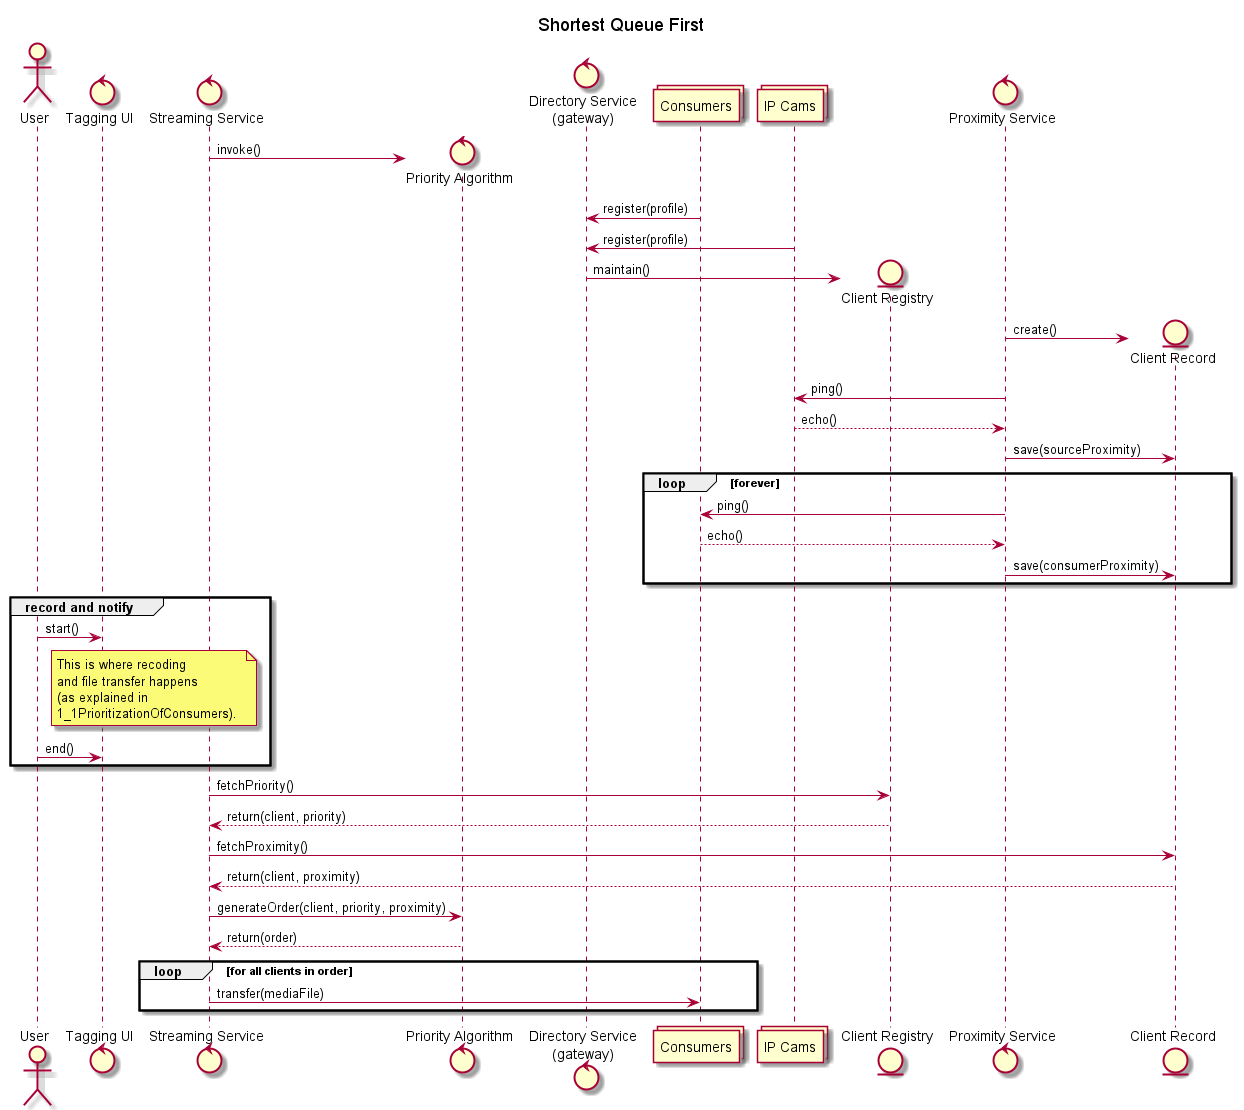 Shortest Queue First
User
Tagging UI
Streaming Service
Directory Service
(gateway)
Consumers
IP Cams
Proximity Service
invoke()
Priority Algorithm
register(profile)
register(profile)
maintain()
Client Registry
create()
Client Record
ping()
echo()
save(sourceProximity)
loop [forever]
ping()
echo()
save(consumerProximity)
record and notify
start()
This is where recoding
and file transfer happens
(as explained in
1_1PrioritizationOfConsumers).
end()
fetchPriority()
return(client, priority)
fetchProximity()
return(client, proximity)
generateOrder(client, priority, proximity)
return(order)
loop [for all clients in order]
transfer(mediaFile)
User
Tagging UI
Streaming Service
Priority Algorithm
Directory Service
(gateway)
Consumers
IP Cams
Client Registry
Proximity Service
Client Record